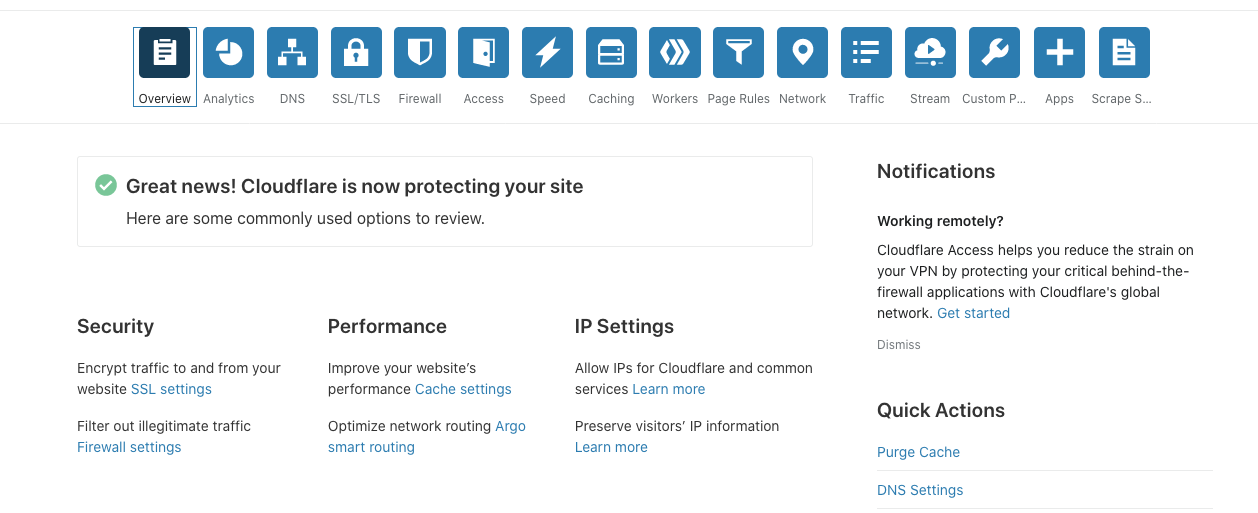 Overview Analytics DNS SSL/TLS Firewall Access Speed Caching Workers Page Rules Network Traffic Stream Custom P... Apps Scrape S...
Great news! Cloudflare is now protecting your site
Here are some commonly used options to review.
Security
Encrypt traffic to and from your
website SSL settings
Filter out illegitimate traffic
Firewall settings
Performance
Improve your website’s
performance Cache settings
Optimize network routing Argo
smart routing
IP Settings
Allow IPs for Cloudflare and common
services Learn more
Preserve visitors’ IP information
Learn more
Notifications
Working remotely?
Cloudflare Access helps you reduce the strain on
your VPN by protecting your critical behind-the-
firewall applications with Cloudflare's global
network. Get started
Dismiss
Quick Actions
Purge Cache
DNS Settings